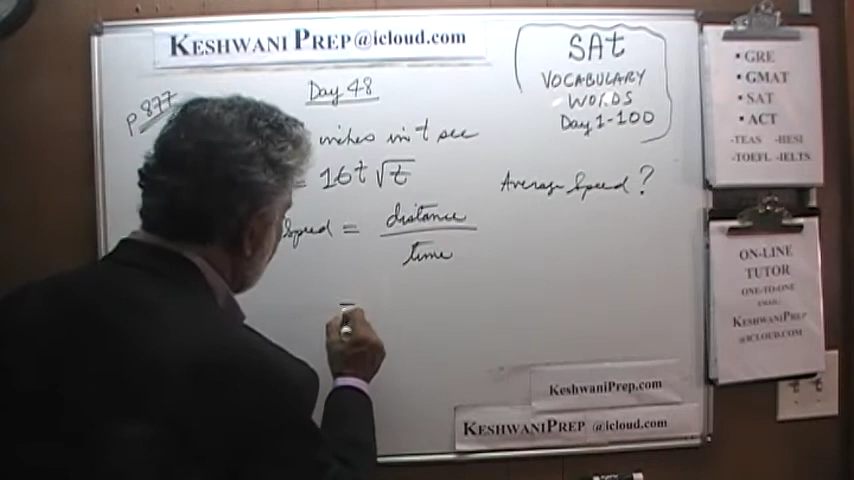 KESHWANI PREP@icloud.com
Day 48
p.877
inches in t sec
= 16t √t
Speed = distance
time
Average Speed?
SAt
VOCABULARY
WORDS
Day 1-100
• GRE
• GMAT
• SAT
• ACT
-TEAS -HESI
-TOEFL -IELTS
ON-LINE
TUTOR
ONE-TO-ONE
EMAIL:
KESHWANIPREP
@ICLOUD.COM
KeshwaniPrep.com
KESHWANIPREP @icloud.com